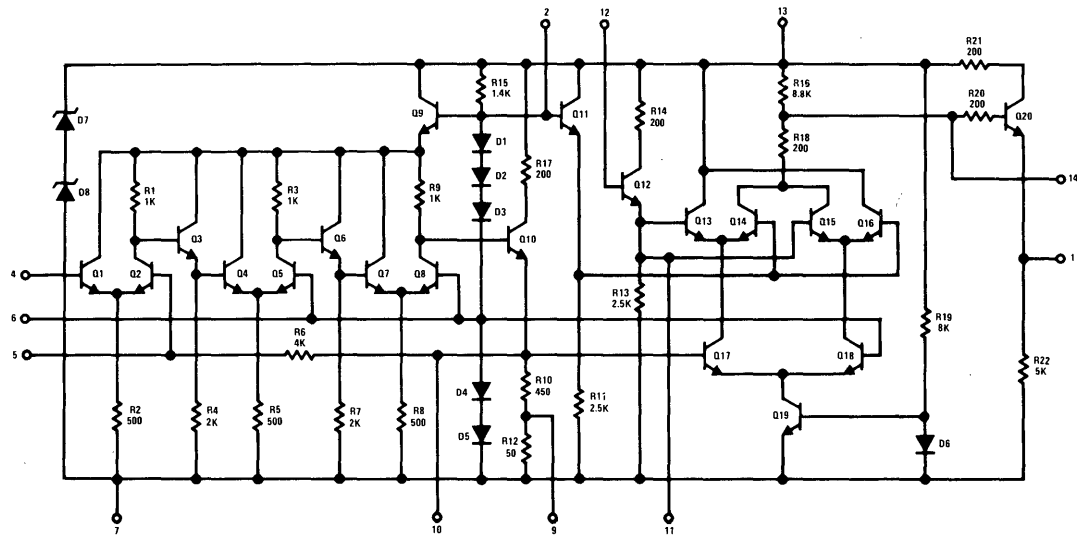 2
12
13
R21
200
R15
1.4K
R16
8.8K
R20
200
Q9
Q11
R14
200
Q20
D7
D1
R18
200
R17
200
D2
14
D8
R1
1K
R3
1K
R9
1K
Q12
D3
Q3
Q6
Q10
Q13
Q14
Q15
Q16
1
4
Q1
Q2
Q4
Q5
Q7
Q8
R13
2.5K
6
R19
8K
R6
4K
5
Q17
Q18
R22
5K
R10
450
D4
R2
500
R4
2K
R5
500
R7
2K
R8
500
R11
2.5K
Q19
D5
R12
50
D6
7
10
9
11